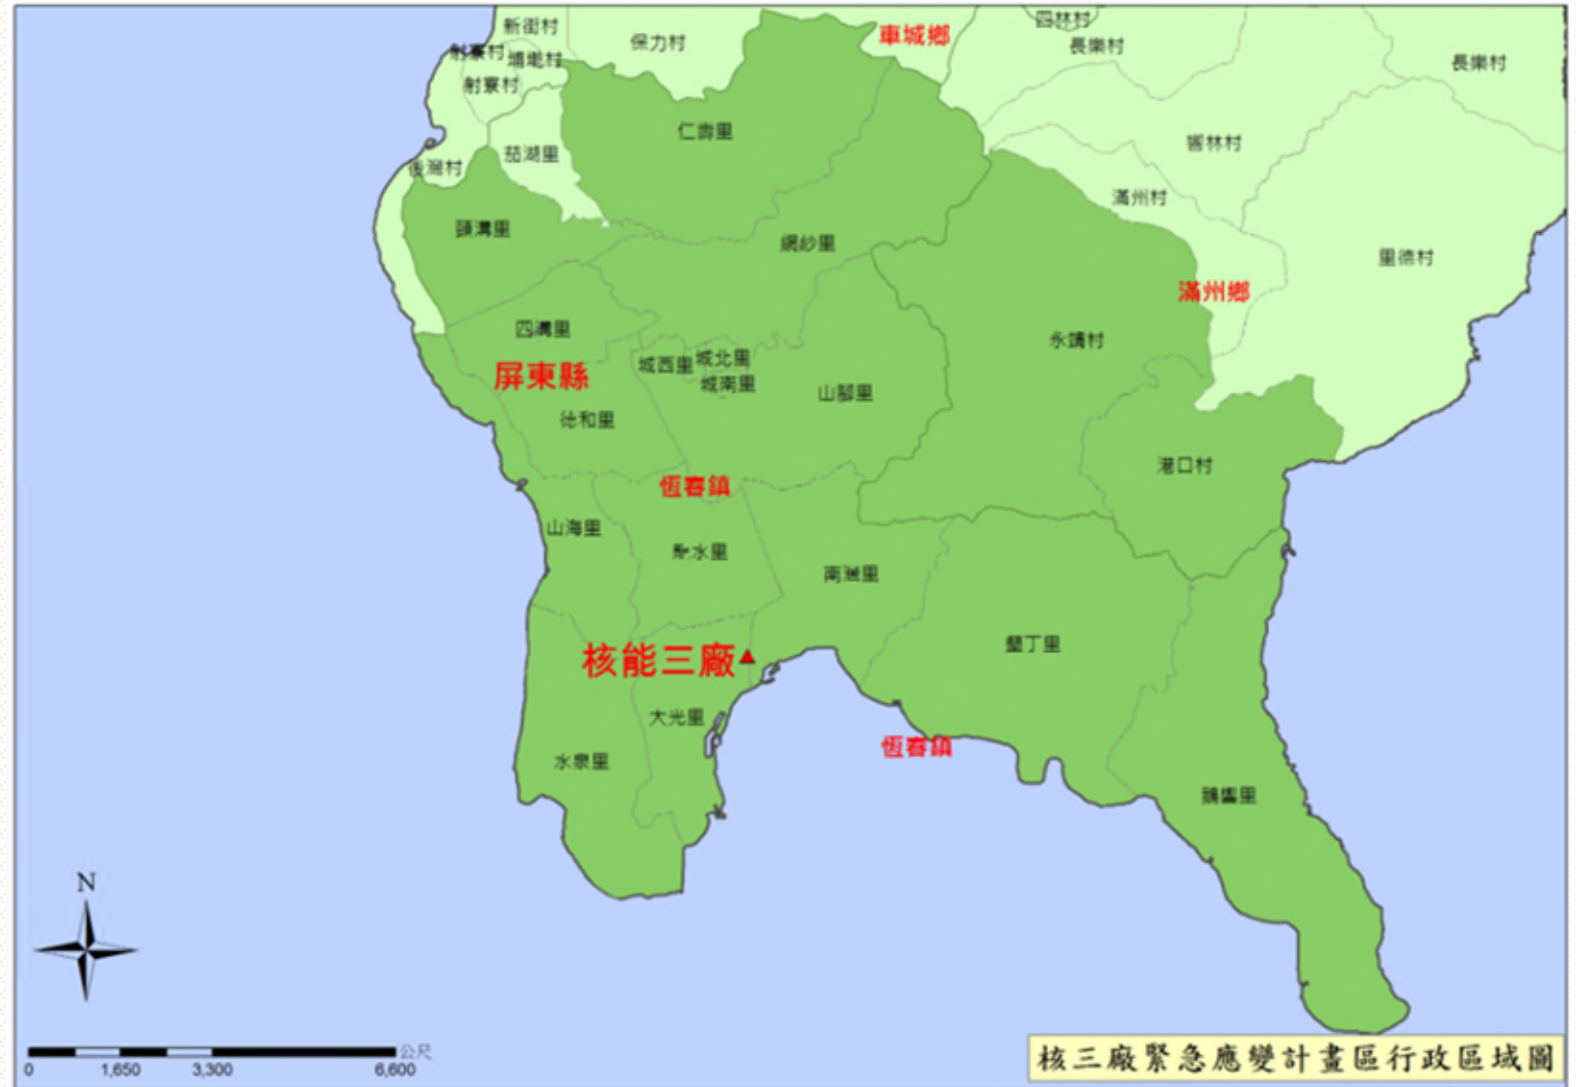 新街村
保力村
車城鄉
四林村
長樂村
長樂村
射寮村
埔墘村
射寮村
仁壽里
響林村
茄湖里
後灣村
滿州村
頭溝里
網紗里
里德村
滿州鄉
四溝里
永靖村
城西里
城北里
屏東縣
城南里
山腳里
德和里
港口村
恆春鎮
山海里
水里
南灣里
墾丁里
核能三廠
大光里
恆春鎮
水泉里
鵝鑾里
N
公尺
0 1,650 3,300 6,600
核三廠緊急應變計畫區行政區域圖